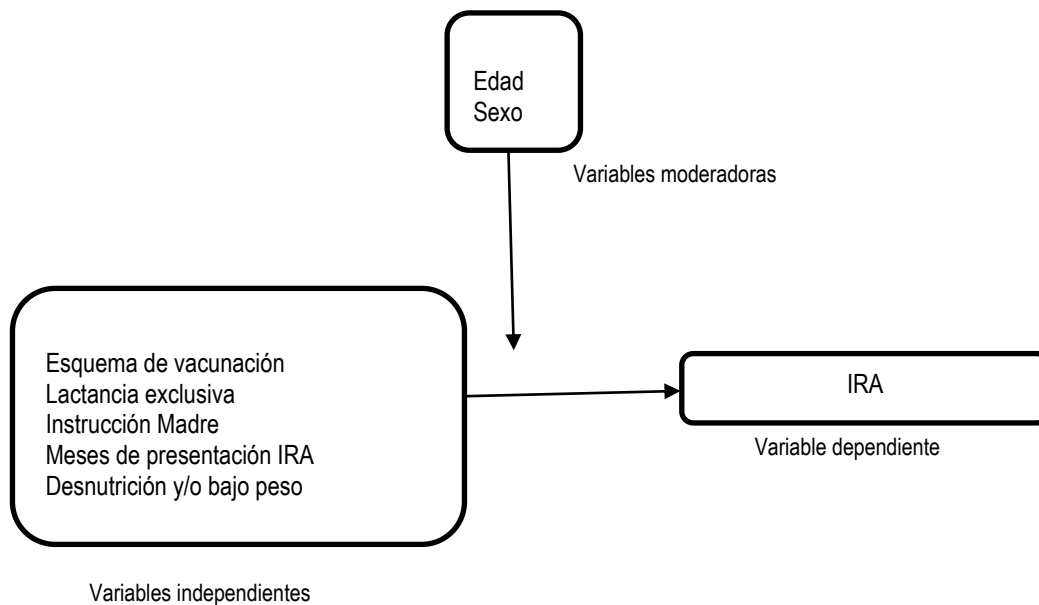 Edad
Sexo
Variables moderadoras
Esquema de vacunación
Lactancia exclusiva
Instrucción Madre
Meses de presentación IRA
Desnutrición y/o bajo peso
IRA
Variable dependiente
Variables independientes